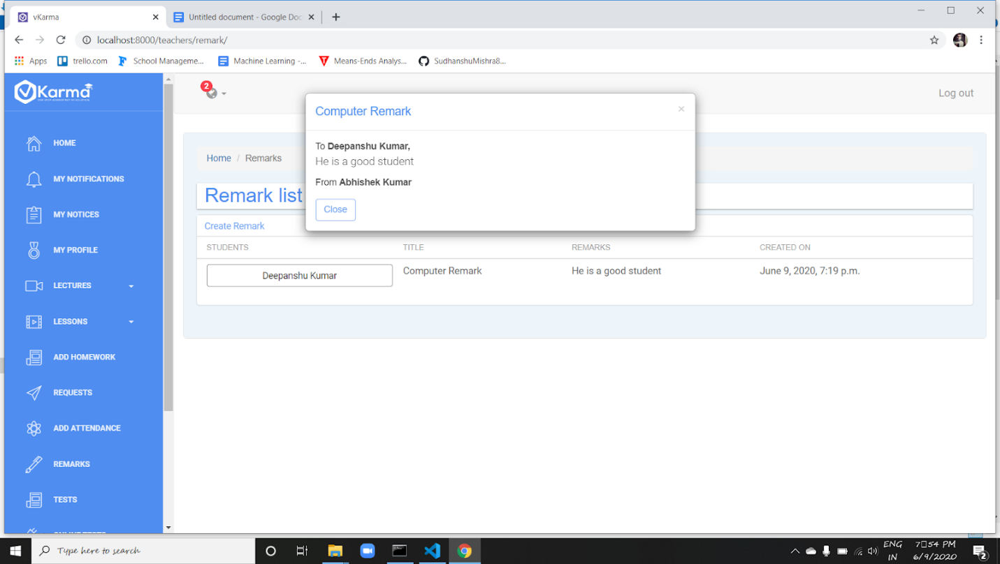 vKarma
Untitled document - Google Doc
localhost:8000/teachers/remark/
Apps
trello.com
School Manageme...
Machine Learning -...
Means-Ends Analys...
SudhanshuMishra8...
Karma
2
Log out
Computer Remark
×
To Deepanshu Kumar,
He is a good student
From Abhishek Kumar
Close
HOME
MY NOTIFICATIONS
MY NOTICES
MY PROFILE
LECTURES
LESSONS
ADD HOMEWORK
REQUESTS
ADD ATTENDANCE
REMARKS
TESTS
Home / Remarks
Remark list
Create Remark
STUDENTS TITLE REMARKS CREATED ON
Deepanshu Kumar Computer Remark He is a good student June 9, 2020, 7:19 p.m.
Type here to search
ENG
IN
7□54 PM
6/9/2020
2